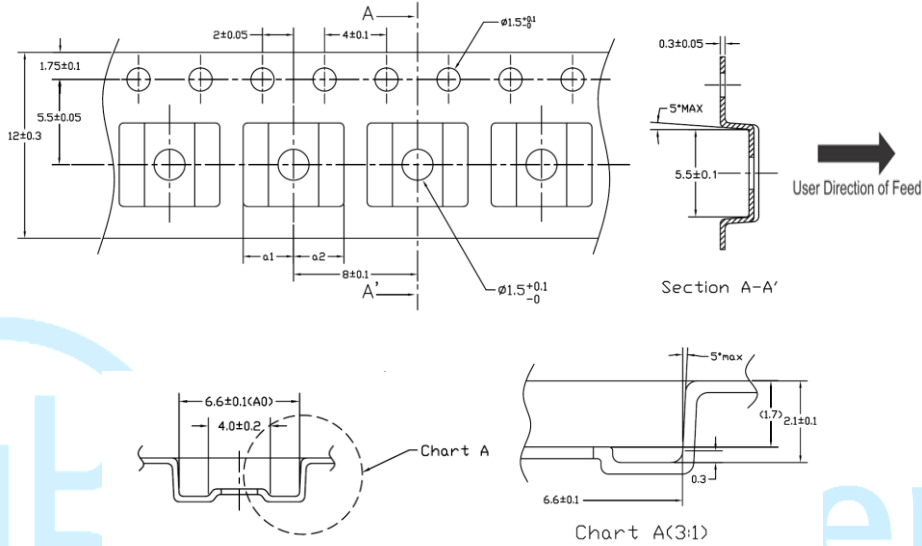 A
2±0.05
4±0.1
Ø1.5+0.1 -0
1.75±0.1
5.5±0.05
12±0.3
a1
a2
8±0.1
A'
Ø1.5+0.1 -0
0.3±0.05
5°MAX
5.5±0.1
Section A-A'
User Direction of Feed
6.6±0.1(A0)
4.0±0.2
Chart A
5°max
(1.7)
2.1±0.1
0.3
6.6±0.1
Chart A(3:1)